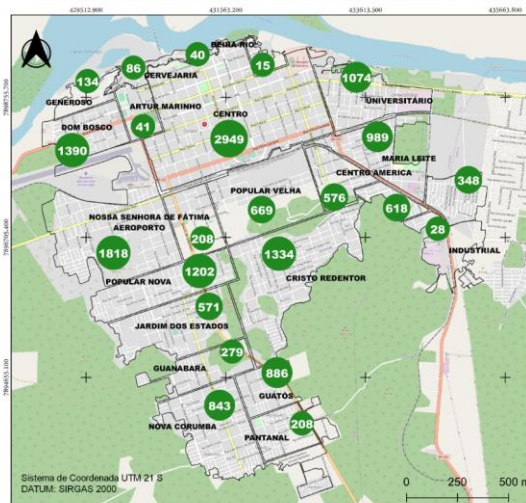 429512.900 431563.200 433613.500 435663.800
BEIRA RIO
40
15
86
CERVEJARIA
134
GENEROSO
1074
UNIVERSITÁRIO
7898755.700
ARTUR MARINHO
41
CENTRO
2949
DOM BOSCO
1390
989
MARIA LEITE
CENTRO AMERICA
348
POPULAR VELHA
669
576
618
28
INDUSTRIAL
NOSSA SENHORA DE FÁTIMA
AEROPORTO
208
1818
1334
CRISTO REDENTOR
1202
POPULAR NOVA
571
JARDIM DOS ESTADOS
279
GUANABARA
886
GUATÓS
843
NOVA CORUMBA
208
PANTANAL
Sistema de Coordenada UTM 21 S
DATUM: SIRGAS 2000
0 250 500 m